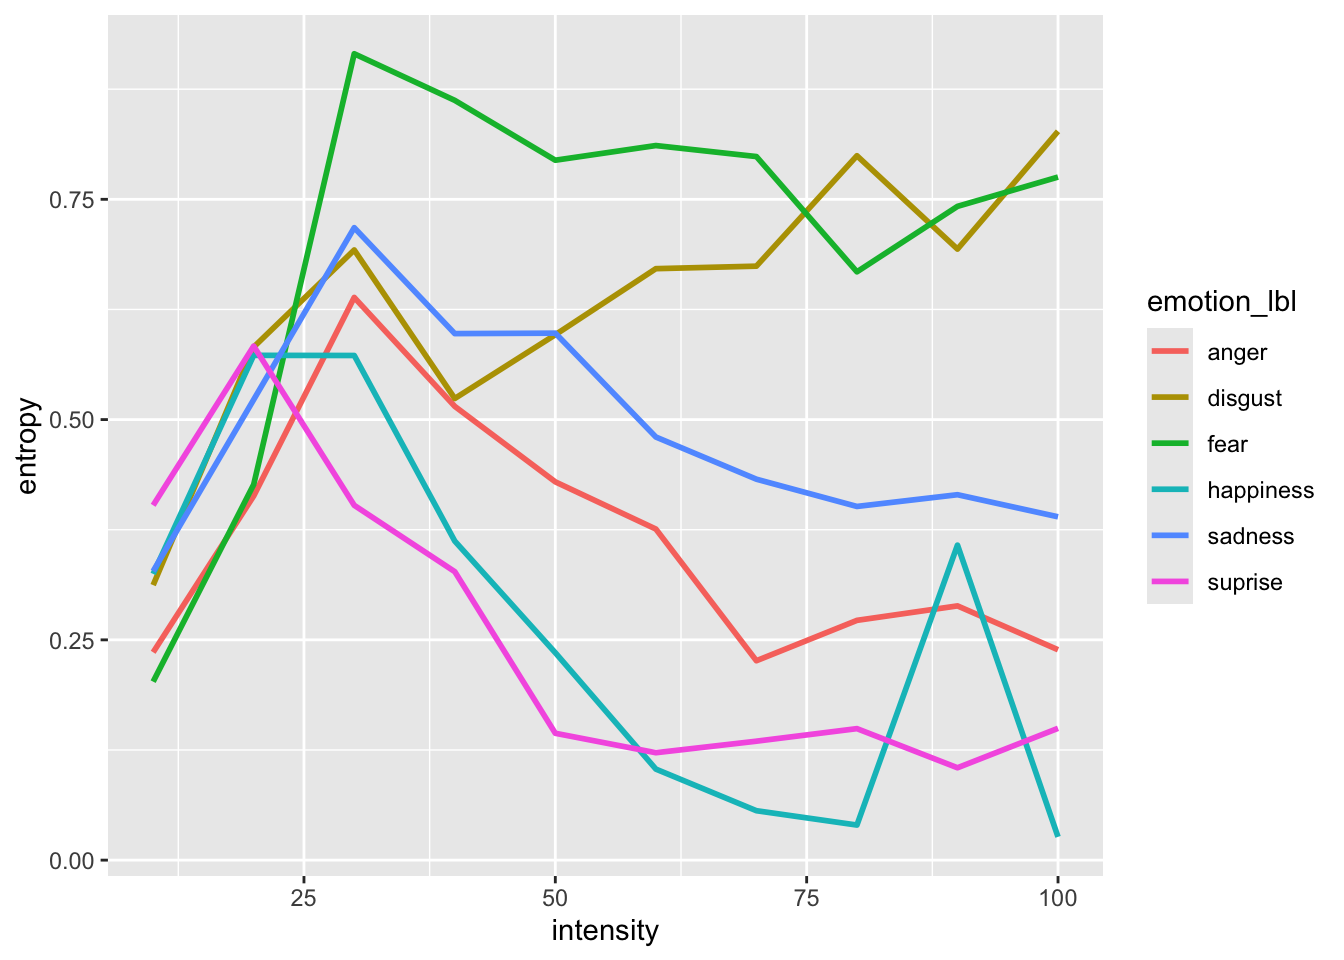 entropy
0.75
0.50
0.25
0.00
25 50 75 100
intensity
emotion_lbl
anger
disgust
fear
happiness
sadness
suprise